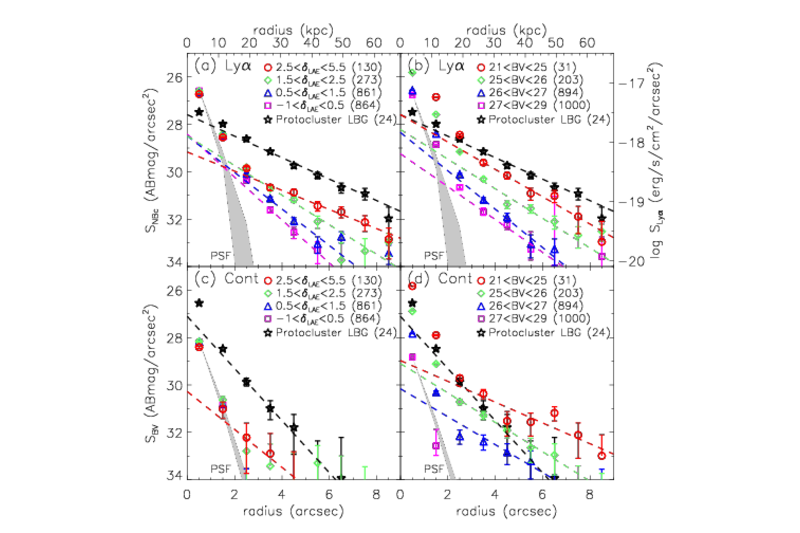 radius (kpc) radius (kpc)
0 10 20 30 40 50 60 0 10 20 30 40 50 60
(a) Lyα
2.5<δLAE<5.5 (130)
1.5<δLAE<2.5 (273)
0.5<δLAE<1.5 (861)
−1<δLAE<0.5 (864)
Protocluster LBG (24)
PSF
(b) Lyα
21<BV<25 (31)
25<BV<26 (203)
26<BV<27 (894)
27<BV<29 (1000)
Protocluster LBG (24)
PSF
26
28
30
32
34
SNBc (ABmag/arcsec²)
−17
−18
−19
−20
log SLyα (erg/s/cm²/arcsec²)
(c) Cont
2.5<δLAE<5.5 (130)
1.5<δLAE<2.5 (273)
0.5<δLAE<1.5 (861)
−1<δLAE<0.5 (864)
Protocluster LBG (24)
PSF
(d) Cont
21<BV<25 (31)
25<BV<26 (203)
26<BV<27 (894)
27<BV<29 (1000)
Protocluster LBG (24)
PSF
26
28
30
32
34
SBV (ABmag/arcsec²)
0 2 4 6 8 0 2 4 6 8
radius (arcsec) radius (arcsec)